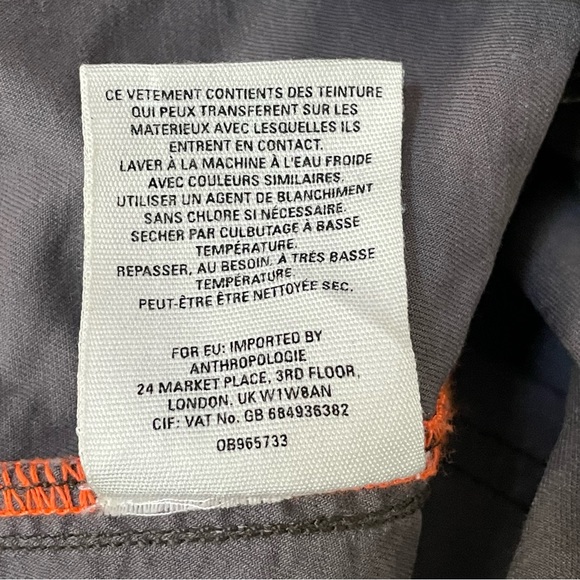 CE VETEMENT CONTIENTS DES TEINTURE
QUI PEUX TRANSFERENT SUR LES
MATERIEUX AVEC LESQUELLES ILS
ENTRENT EN CONTACT.
LAVER À LA MACHINE À L'EAU FROIDE
AVEC COULEURS SIMILAIRES.
UTILISER UN AGENT DE BLANCHIMENT
SANS CHLORE SI NÉCESSAIRE.
SECHER PAR CULBUTAGE À BASSE
TEMPÉRATURE.
REPASSER, AU BESOIN, À TRÈS BASSE
TEMPÉRATURE.
PEUT-ÊTRE ÊTRE NETTOYÉE SEC.
FOR EU: IMPORTED BY
ANTHROPOLOGIE
24 MARKET PLACE, 3RD FLOOR,
LONDON, UK W1W8AN
CIF: VAT No. GB 684936382
OB965733